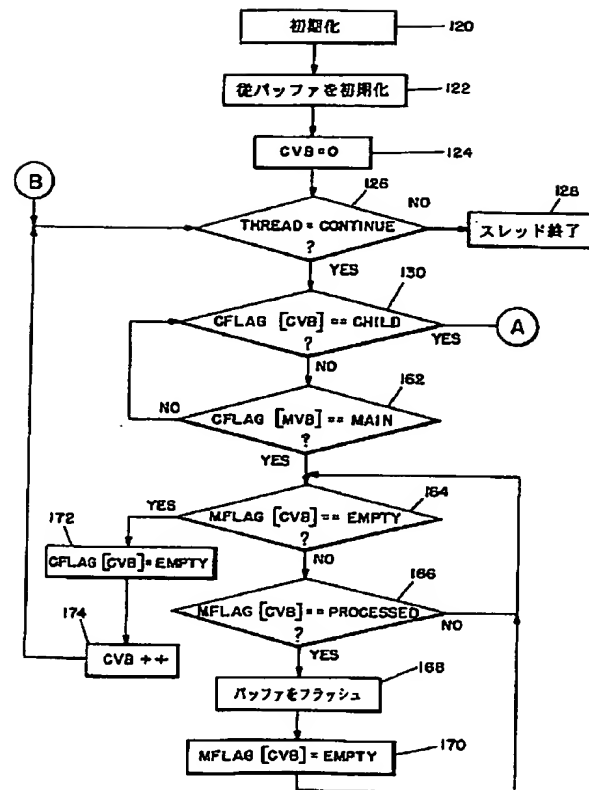 初期化
120
従バッファを初期化
122
CVB=0
124
B
126
THREAD = CONTINUE
?
NO
128
スレッド終了
YES
130
CFLAG [CVB] == CHILD
?
YES
A
NO
162
CFLAG [MVB] == MAIN
?
NO
YES
164
MFLAG [CVB] == EMPTY
?
YES
172
CFLAG [CVB] = EMPTY
NO
166
MFLAG [CVB] == PROCESSED
?
NO
174
CVB ++
YES
168
バッファをフラッシュ
MFLAG [CVB] = EMPTY
170